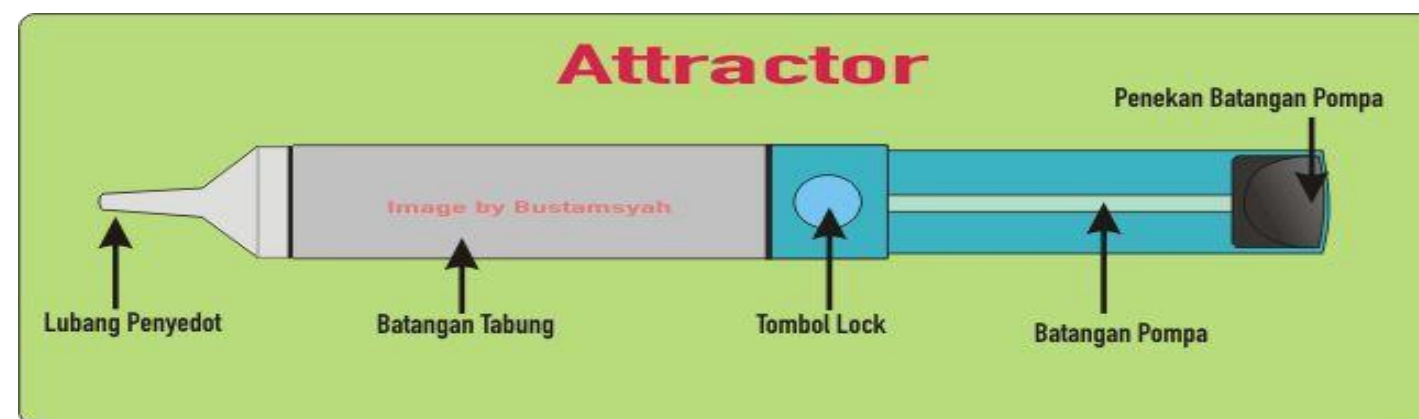 Attractor
Penekan Batangan Pompa
Image by Bustamsyah
Lubang Penyedot
Batangan Tabung
Tombol Lock
Batangan Pompa